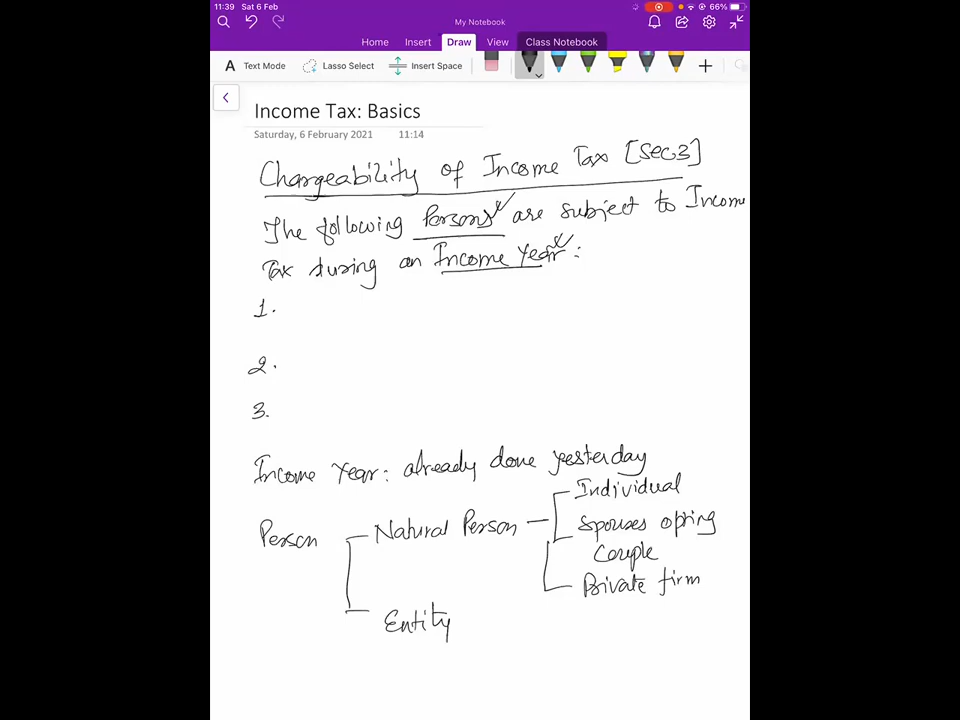 11:39 Sat 6 Feb
66%
My Notebook
Home Insert Draw View Class Notebook
A Text Mode Lasso Select Insert Space
Income Tax: Basics
Saturday, 6 February 2021 11:14
Chargeability of Income Tax [Sec3]
The following Persons are subject to Income
Tax during an Income Year:
1.
2.
3.
Income Year: already done yesterday
Person
Natural Person
Individual
Spouses opting
Couple
Private firm
Entity